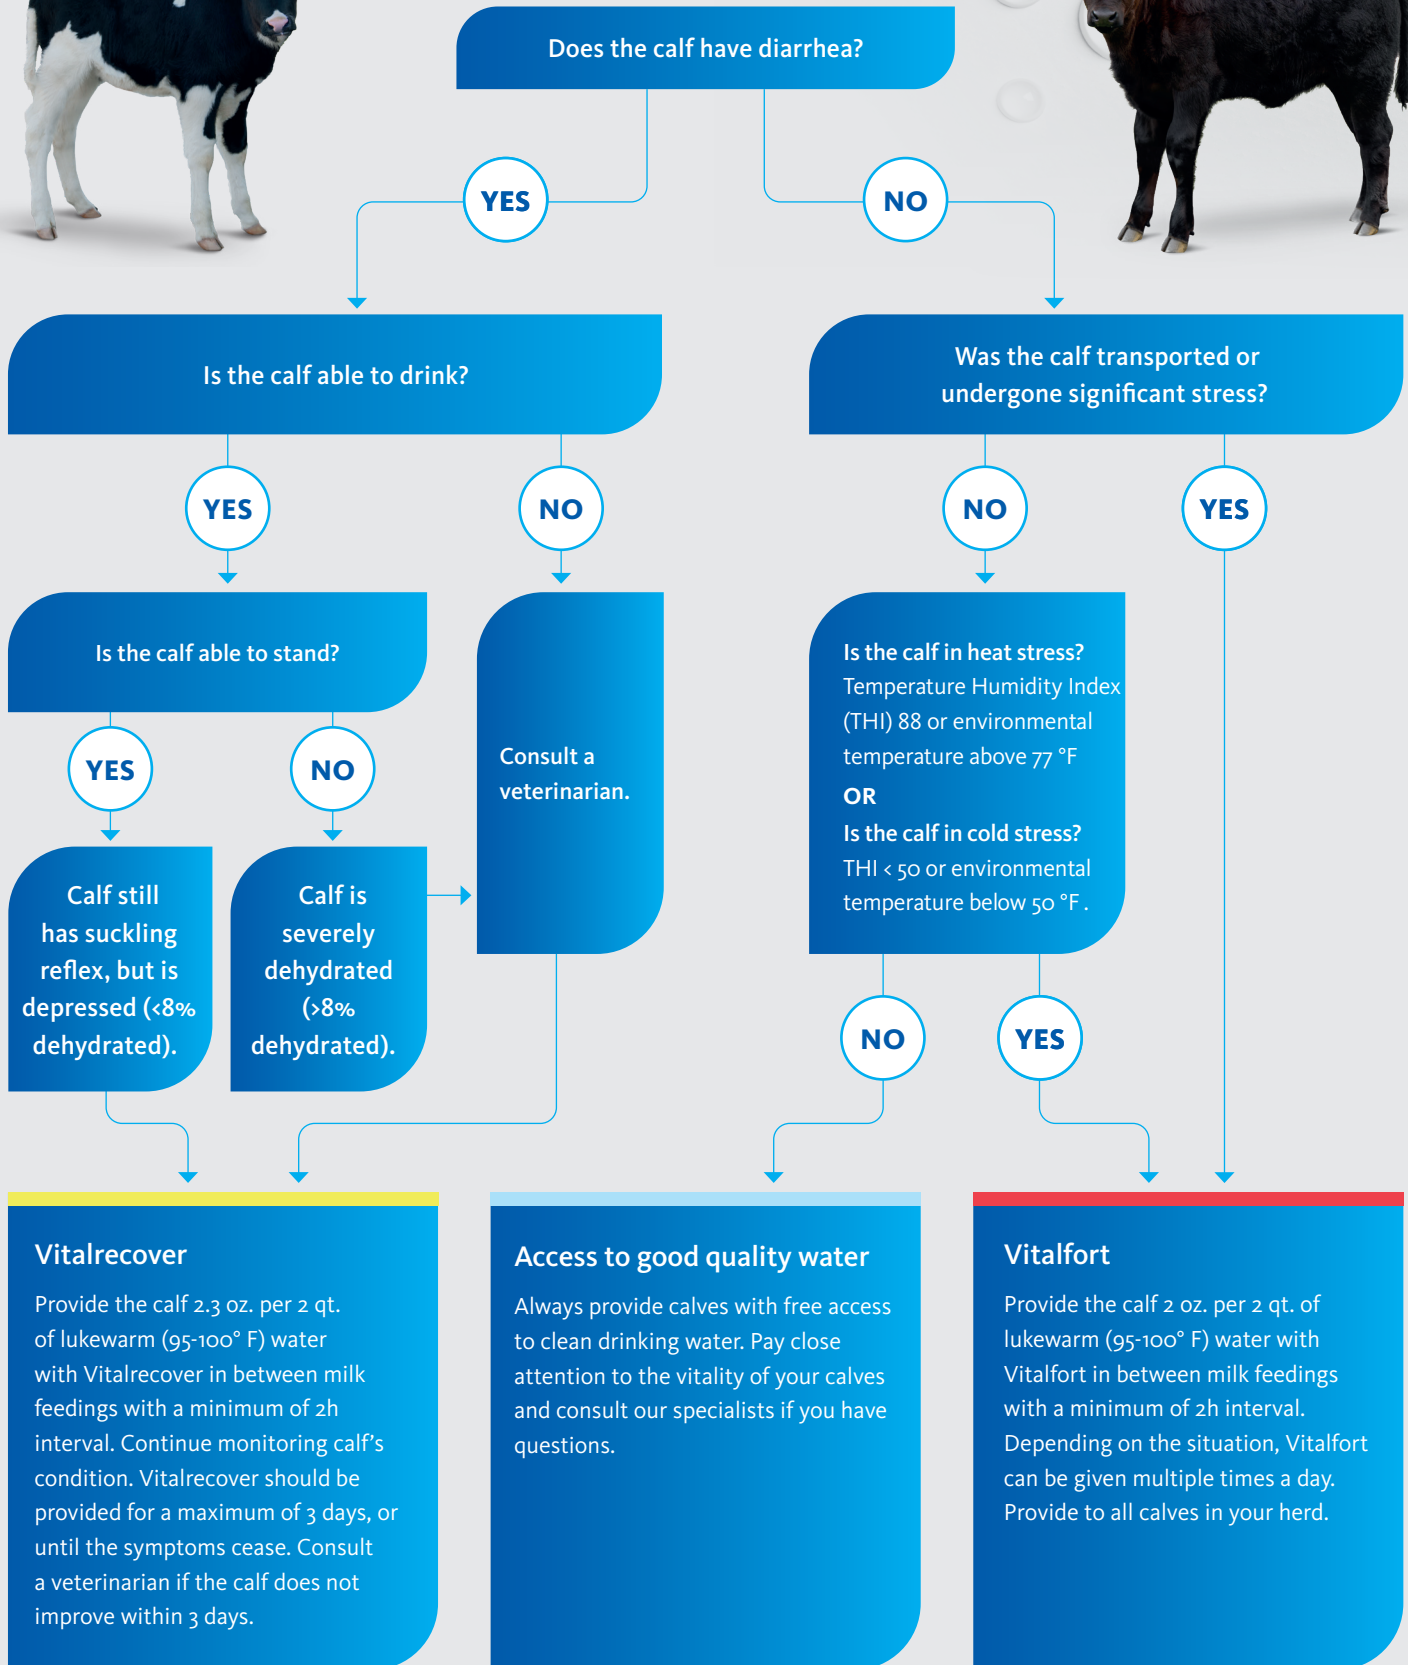 Does the calf have diarrhea?
YES
NO
Is the calf able to drink?
Was the calf transported or
undergone significant stress?
YES
NO
NO
YES
Is the calf able to stand?
Consult a
veterinarian.
Is the calf in heat stress?
Temperature Humidity Index
(THI) 88 or environmental
temperature above 77 °F
OR
Is the calf in cold stress?
THI < 50 or environmental
temperature below 50 °F .
YES
NO
Calf still
has suckling
reflex, but is
depressed (<8%
dehydrated).
Calf is
severely
dehydrated
(>8%
dehydrated).
NO
YES
Vitalrecover
Provide the calf 2.3 oz. per 2 qt.
of lukewarm (95-100° F) water
with Vitalrecover in between milk
feedings with a minimum of 2h
interval. Continue monitoring calf's
condition. Vitalrecover should be
provided for a maximum of 3 days, or
until the symptoms cease. Consult
a veterinarian if the calf does not
improve within 3 days.
Access to good quality water
Always provide calves with free access
to clean drinking water. Pay close
attention to the vitality of your calves
and consult our specialists if you have
questions.
Vitalfort
Provide the calf 2 oz. per 2 qt. of
lukewarm (95-100° F) water with
Vitalfort in between milk feedings
with a minimum of 2h interval.
Depending on the situation, Vitalfort
can be given multiple times a day.
Provide to all calves in your herd.